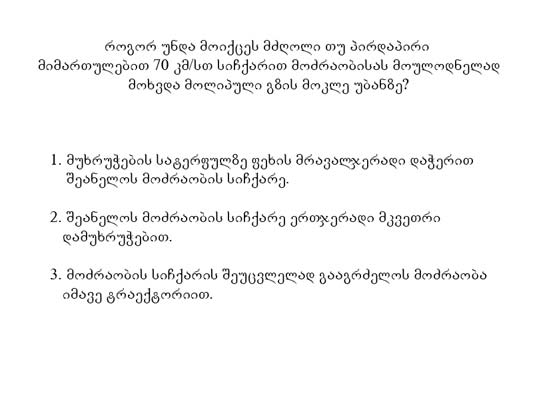 როგორ უნდა მოიქცეს მძღოლი თუ პირდაპირი
მიმართულებით 70 კმ/სთ სიჩქარით მოძრაობისას მოულოდნელად
მოხვდა მოლიპული გზის მოკლე უბანზე?
1. მუხრუჭების სატერფულზე ფეხის მრავალჯერადი დაჭერით
შეანელოს მოძრაობის სიჩქარე.
2. შეანელოს მოძრაობის სიჩქარე ერთჯერადი მკვეთრი
დამუხრუჭებით.
3. მოძრაობის სიჩქარის შეუცვლელად გააგრძელოს მოძრაობა
იმავე ტრაექტორიით.